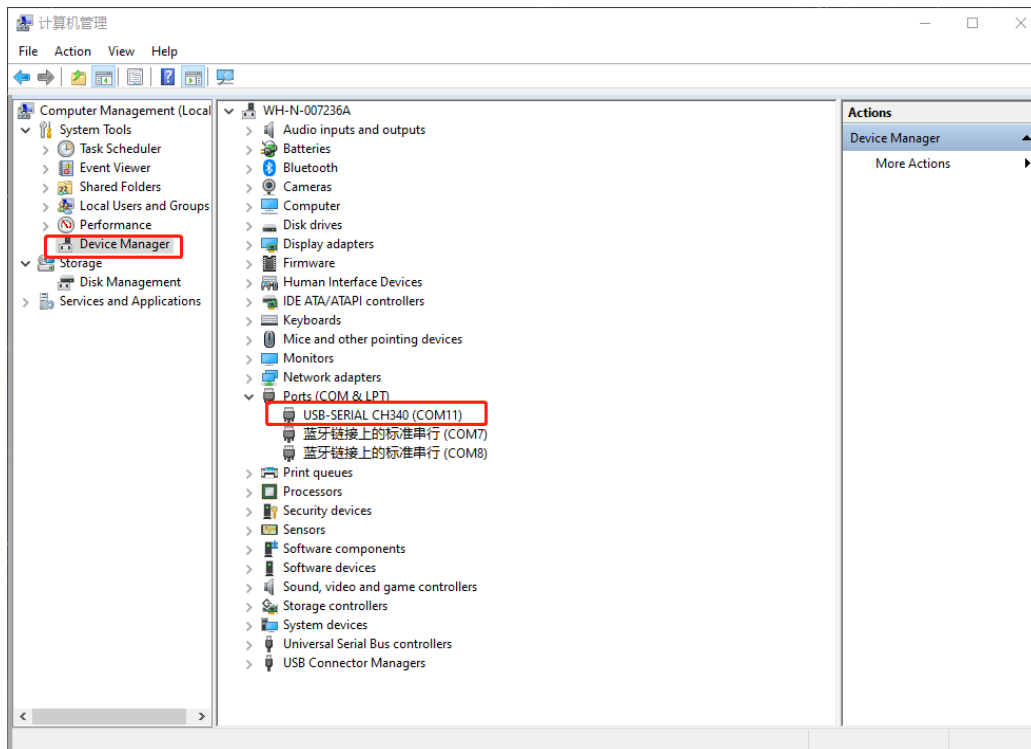 计算机管理
File Action View Help
Computer Management (Local
System Tools
Task Scheduler
Event Viewer
Shared Folders
Local Users and Groups
Performance
Device Manager
Storage
Disk Management
Services and Applications
WH-N-007236A
Audio inputs and outputs
Batteries
Bluetooth
Cameras
Computer
Disk drives
Display adapters
Firmware
Human Interface Devices
IDE ATA/ATAPI controllers
Keyboards
Mice and other pointing devices
Monitors
Network adapters
Ports (COM & LPT)
USB-SERIAL CH340 (COM11)
蓝牙链接上的标准串行 (COM7)
蓝牙链接上的标准串行 (COM8)
Print queues
Processors
Security devices
Sensors
Software components
Software devices
Sound, video and game controllers
Storage controllers
System devices
Universal Serial Bus controllers
USB Connector Managers
Actions
Device Manager
More Actions